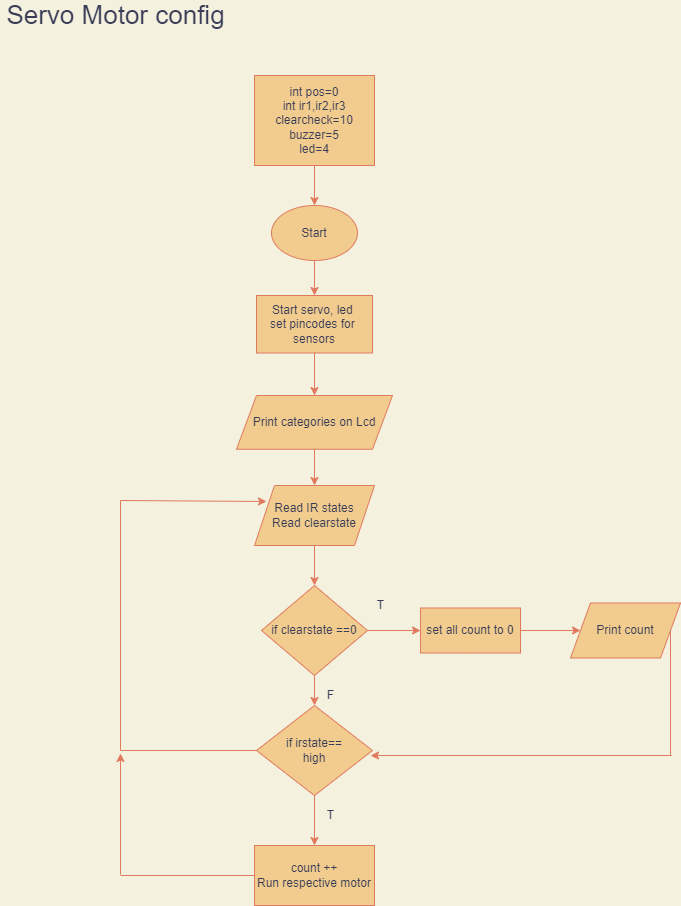 Servo Motor config
int pos=0
int ir1,ir2,ir3
clearcheck=10
buzzer=5
led=4
Start
Start servo, led
set pincodes for
sensors
Print categories on Lcd
Read IR states
Read clearstate
if clearstate ==0
T
set all count to 0
Print count
F
if irstate==
high
T
count ++
Run respective motor